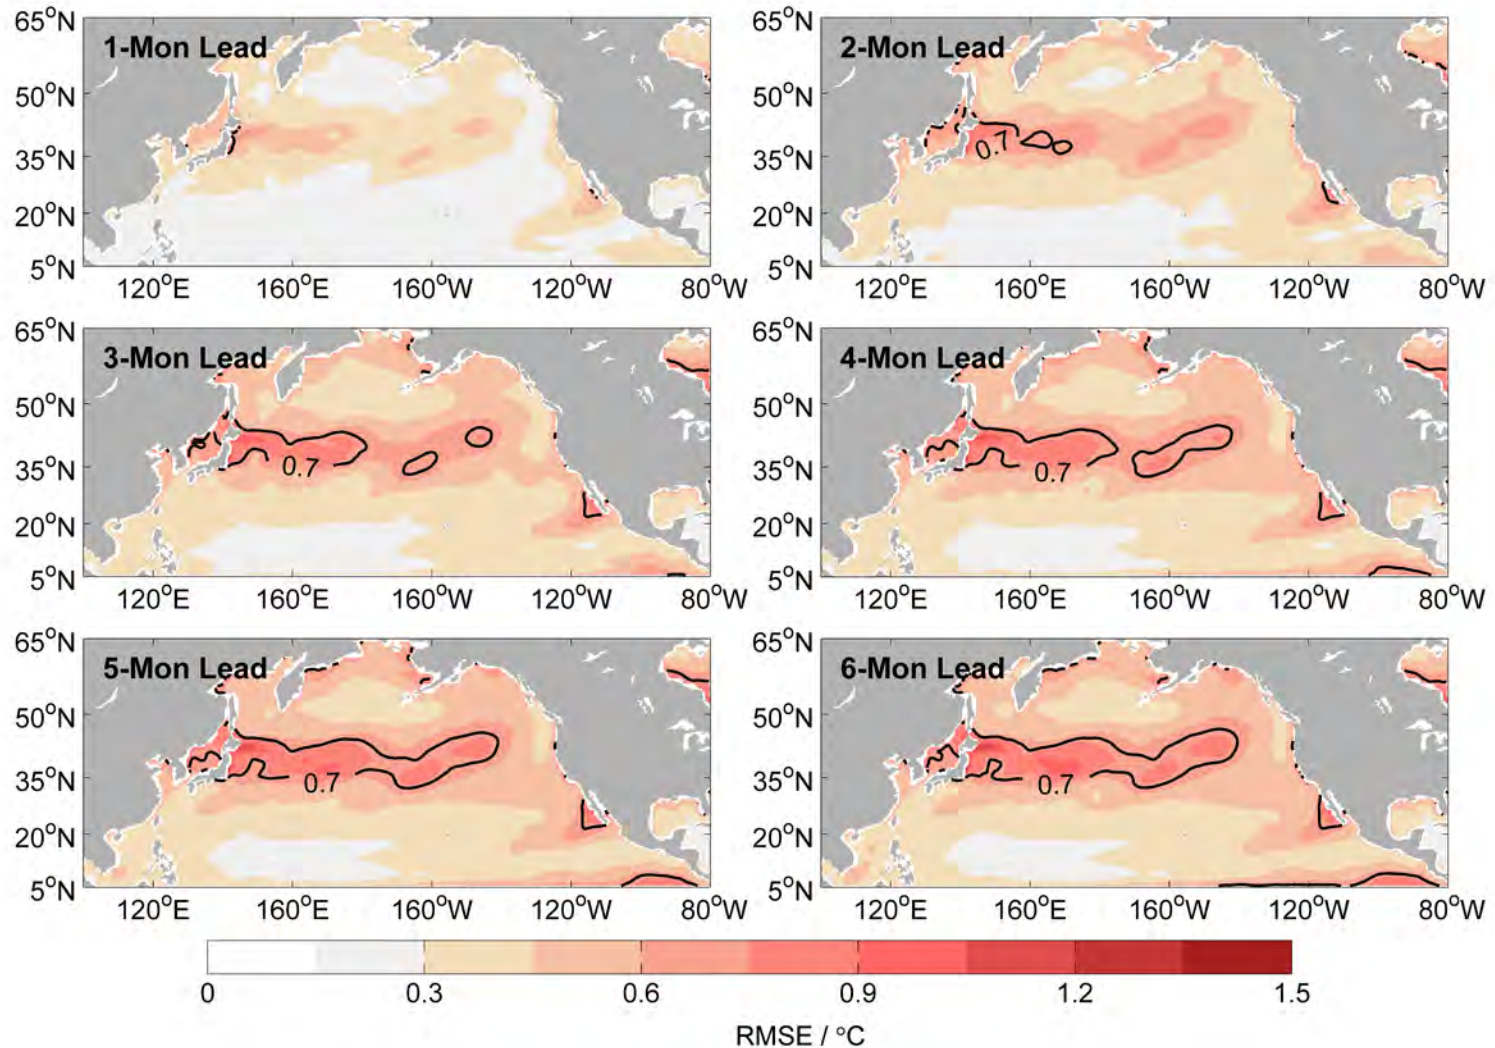 65°N 1-Mon Lead 65°N 2-Mon Lead
50°N 50°N
35°N 35°N 0.7
20°N 20°N
5°N 5°N
120°E 160°E 160°W 120°W 80°W 120°E 160°E 160°W 120°W 80°W
65°N 3-Mon Lead 65°N 4-Mon Lead
50°N 50°N
35°N 0.7 35°N 0.7
20°N 20°N
5°N 5°N
120°E 160°E 160°W 120°W 80°W 120°E 160°E 160°W 120°W 80°W
65°N 5-Mon Lead 65°N 6-Mon Lead
50°N 50°N
35°N 0.7 35°N 0.7
20°N 20°N
5°N 5°N
120°E 160°E 160°W 120°W 80°W 120°E 160°E 160°W 120°W 80°W
0 0.3 0.6 0.9 1.2 1.5
RMSE / °C